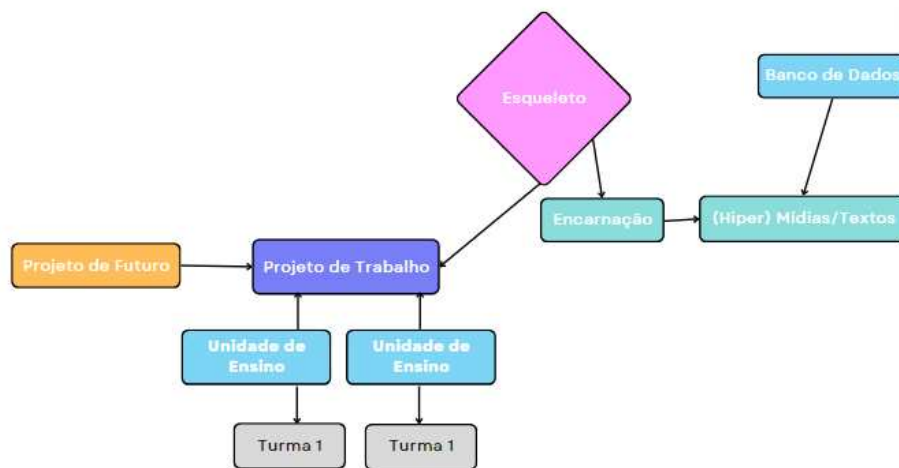 Esqueleto
Banco de Dados
Encarnação
(Hiper) Mídias/Textos
Projeto de Futuro
Projeto de Trabalho
Unidade de
Ensino
Unidade de
Ensino
Turma 1
Turma 1